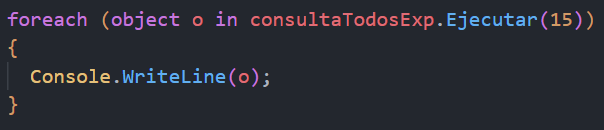 foreach (object o in consultaTodosExp.Ejecutar(15))
{
  Console.WriteLine(o);
}